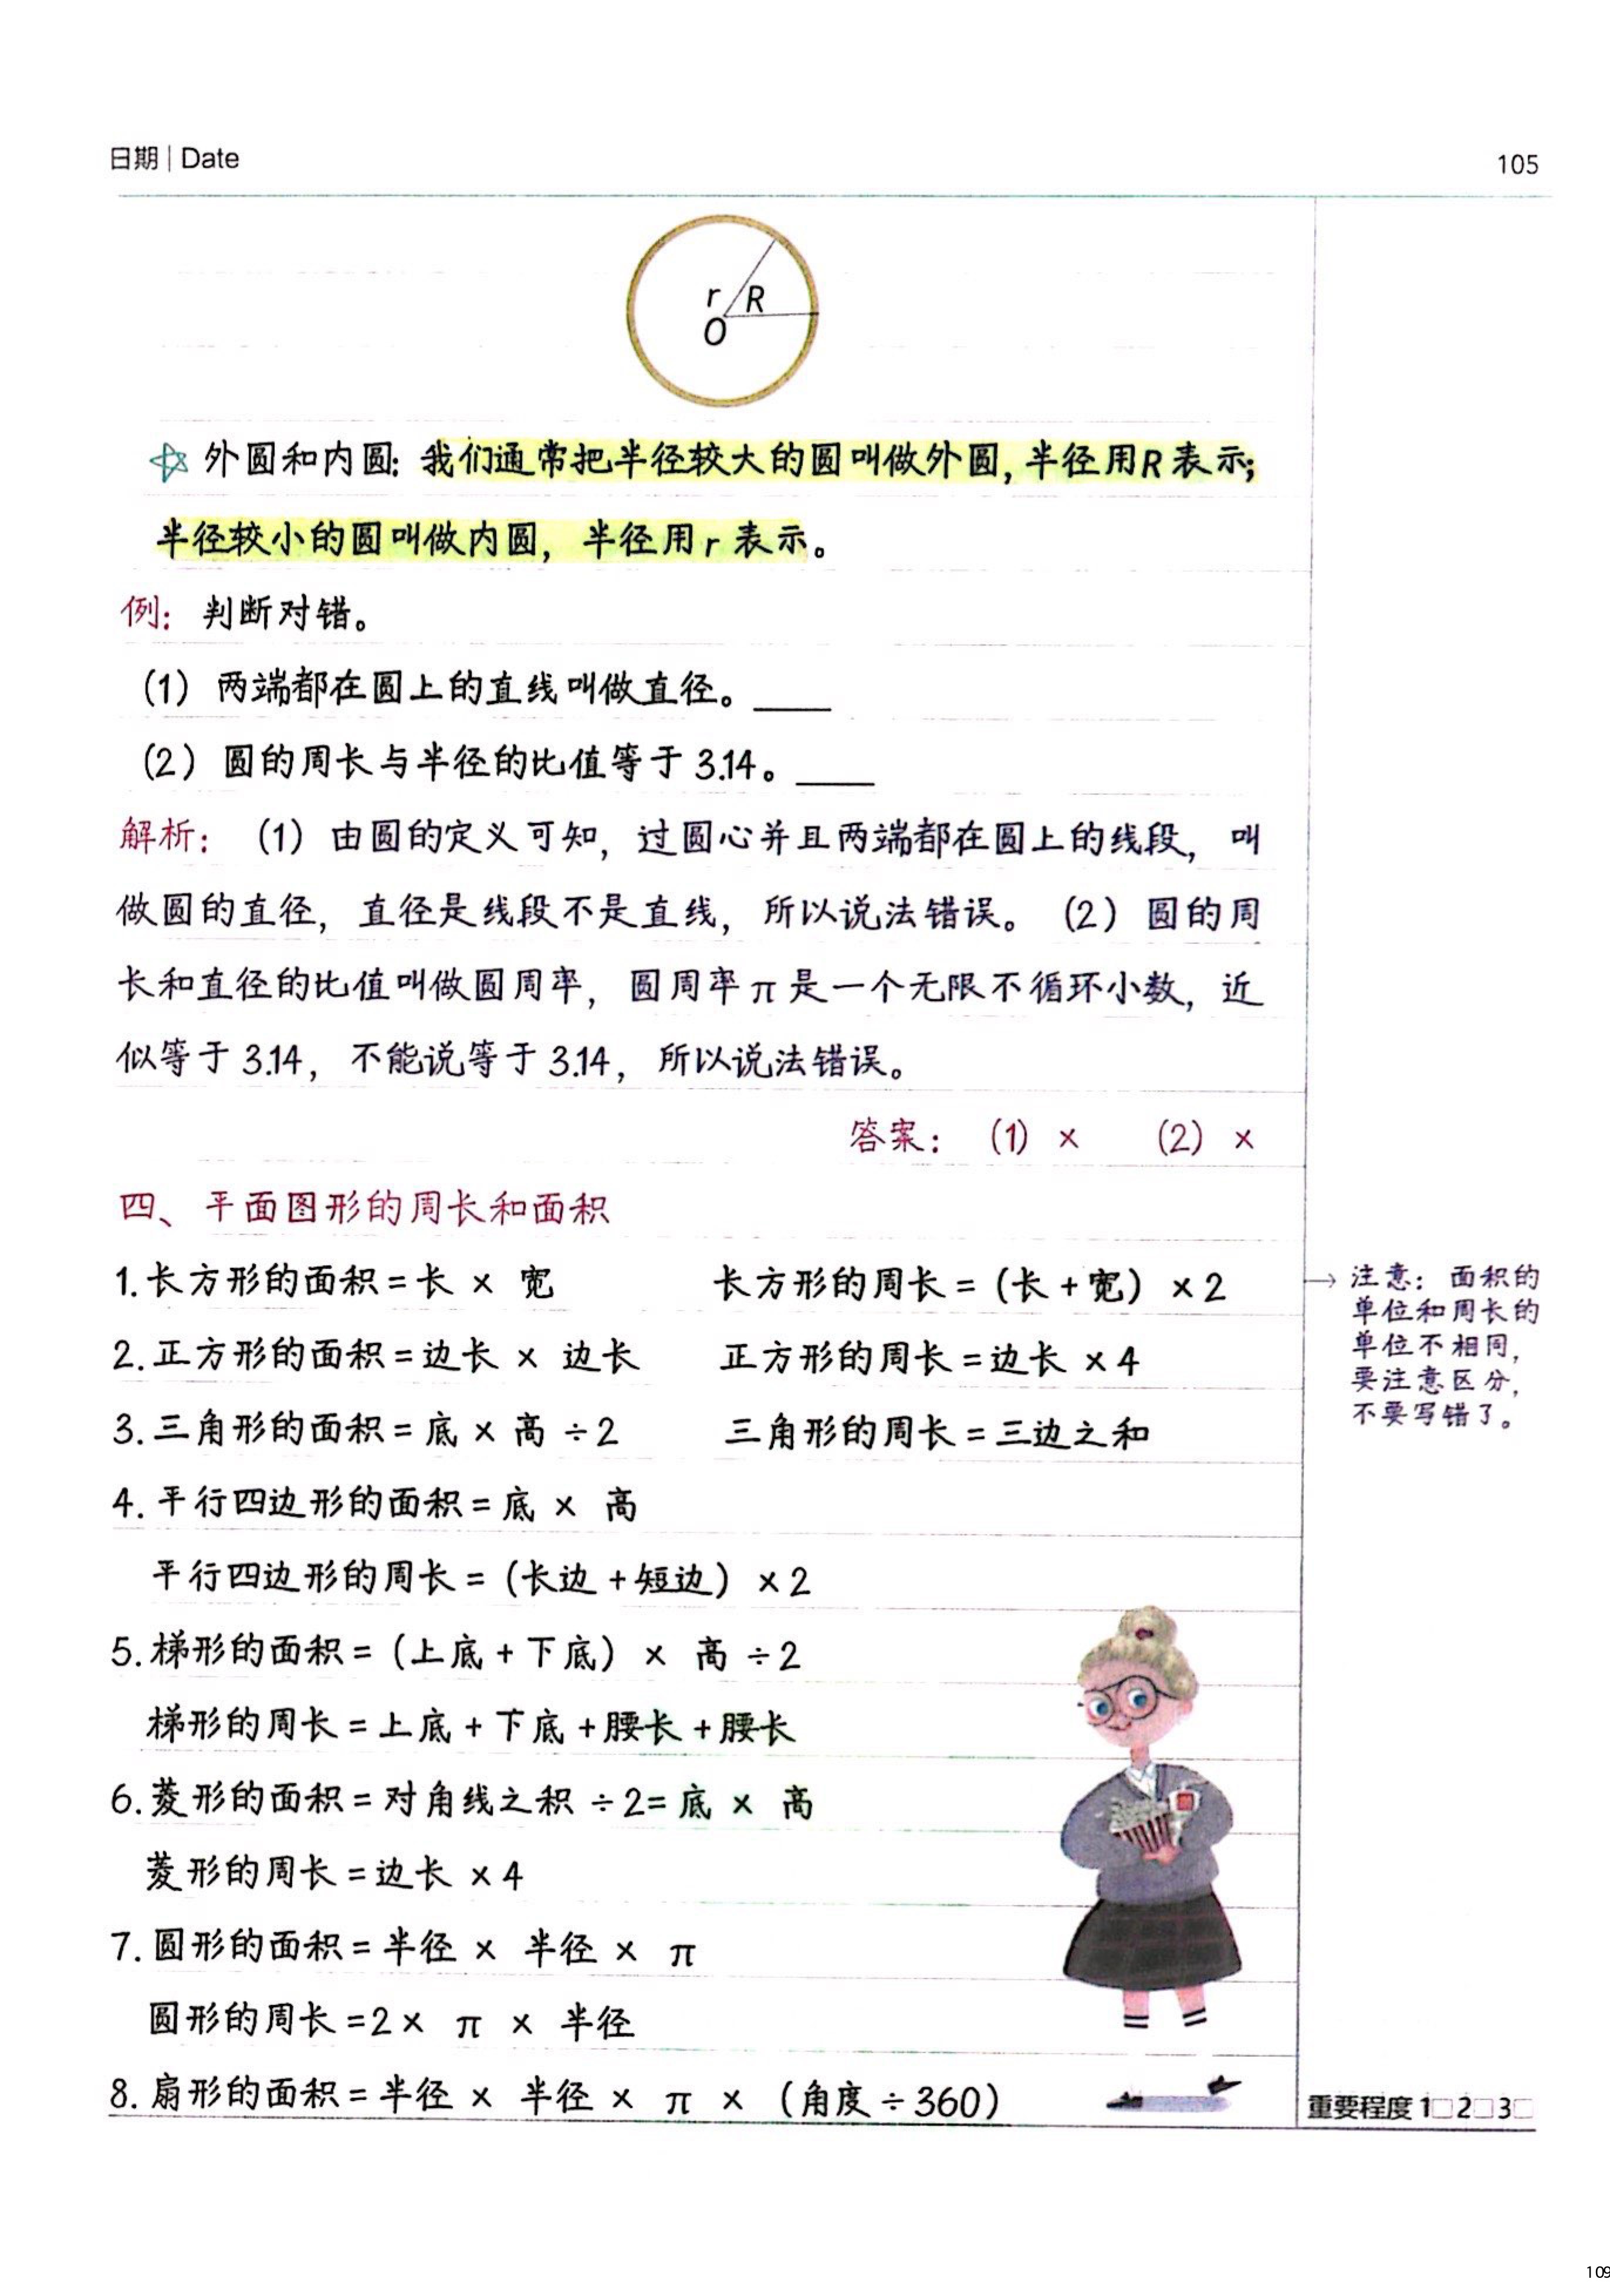 日期 | Date
105
r R
O
☆ 外圆和内圆：我们通常把半径较大的圆叫做外圆，半径用R表示；
半径较小的圆叫做内圆，半径用r表示。
例：判断对错。
（1）两端都在圆上的直线叫做直径。____
（2）圆的周长与半径的比值等于3.14。____
解析：（1）由圆的定义可知，过圆心并且两端都在圆上的线段，叫
做圆的直径，直径是线段不是直线，所以说法错误。（2）圆的周
长和直径的比值叫做圆周率，圆周率π是一个无限不循环小数，近
似等于3.14，不能说等于3.14，所以说法错误。
答案：（1）× （2）×
四、平面图形的周长和面积
1.长方形的面积=长 × 宽 长方形的周长=（长+宽）×2
2.正方形的面积=边长 × 边长 正方形的周长=边长 ×4
3.三角形的面积=底 × 高 ÷2 三角形的周长=三边之和
4.平行四边形的面积=底 × 高
平行四边形的周长=（长边+短边）×2
5.梯形的面积=（上底+下底）× 高 ÷2
梯形的周长=上底+下底+腰长+腰长
6.菱形的面积=对角线之积 ÷2=底 × 高
菱形的周长=边长 ×4
7.圆形的面积=半径 × 半径 × π
圆形的周长=2× π × 半径
8.扇形的面积=半径 × 半径 × π ×（角度÷360）
→ 注意：面积的
单位和周长的
单位不相同，
要注意区分，
不要写错了。
重要程度1□2□3□
109